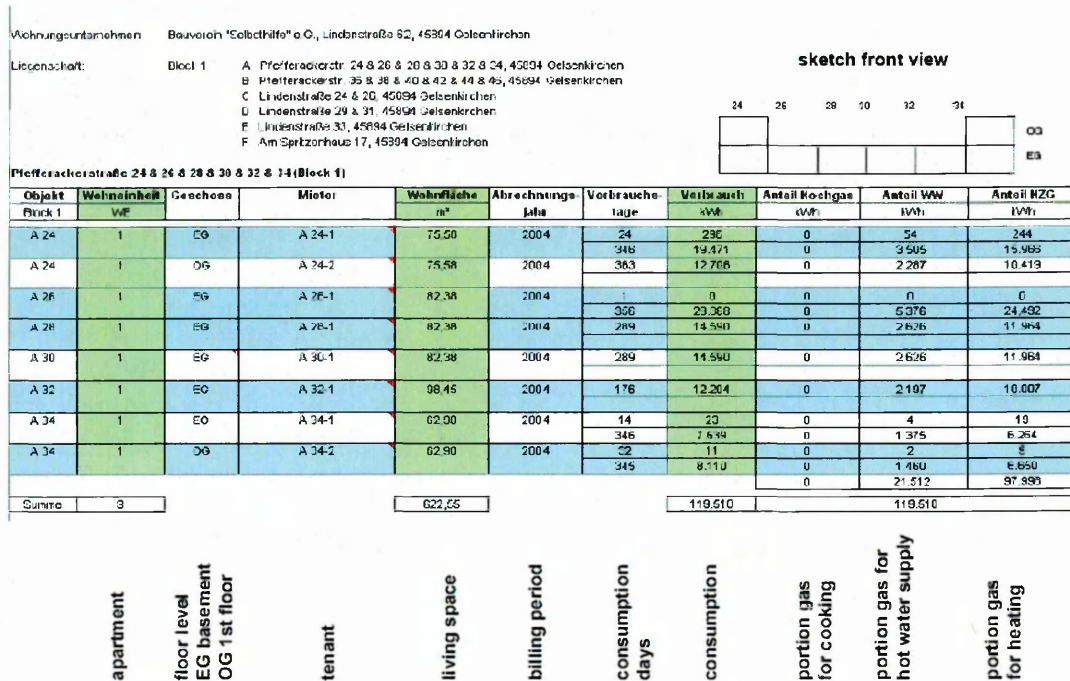 Wohnungsunternehmen Bauverein "Selbsthilfe" e.G., Lindenstraße 62, 45894 Gelsenkirchen
Liegenschaft: Block 1 A Pfefferackerstr. 24 & 26 & 28 & 30 & 32 & 34, 45894 Gelsenkirchen
B Pfefferackerstr. 36 & 38 & 40 & 42 & 44 & 46, 45894 Gelsenkirchen
C Lindenstraße 24 & 26, 45894 Gelsenkirchen
D Lindenstraße 29 & 31, 45894 Gelsenkirchen
E Lindenstraße 33, 45894 Gelsenkirchen
F Am Spritzenhaus 17, 45894 Gelsenkirchen
sketch front view
24 26 28 30 32 34
OG
EG
Pfefferackerstraße 24 & 26 & 28 & 30 & 32 & 34 (Block 1)
Objekt Wohneinheit Geschoss Mieter Wohnfläche Abrechnungs- Verbrauchs- Verbrauch Anteil Kochgas Anteil WW Anteil HZG
Block 1 WE m² Jahr tage kWh kWh kWh kWh
A 24 1 EG A 24-1 75,58 2004 24 0 54 244
346 19.471 0 3.505 15.966
A 24 1 OG A 24-2 75,58 2004 363 12.706 0 2.287 10.419
A 26 1 EG A 26-1 82,38 2004 1 0 0 0 0
356 0 5.376 24.492
A 28 1 EG A 28-1 82,38 2004 289 14.590 0 2.626 11.964
A 30 1 EG A 30-1 82,38 2004 289 14.590 0 2.626 11.964
A 32 1 EG A 32-1 98,45 2004 176 12.204 0 2.197 10.007
A 34 1 EG A 34-1 62,90 2004 14 23 0 4 19
346 7.639 0 1.375 6.264
A 34 1 OG A 34-2 62,90 2004 11 0 2
345 8.110 0 1.460 6.650
0 21.512 97.998
Summe 622,55 119.510 119.510
apartment
floor level
EG basement
OG 1st floor
tenant
living space
billing period
consumption
days
consumption
portion gas
for cooking
portion gas for
hot water supply
portion gas
for heating